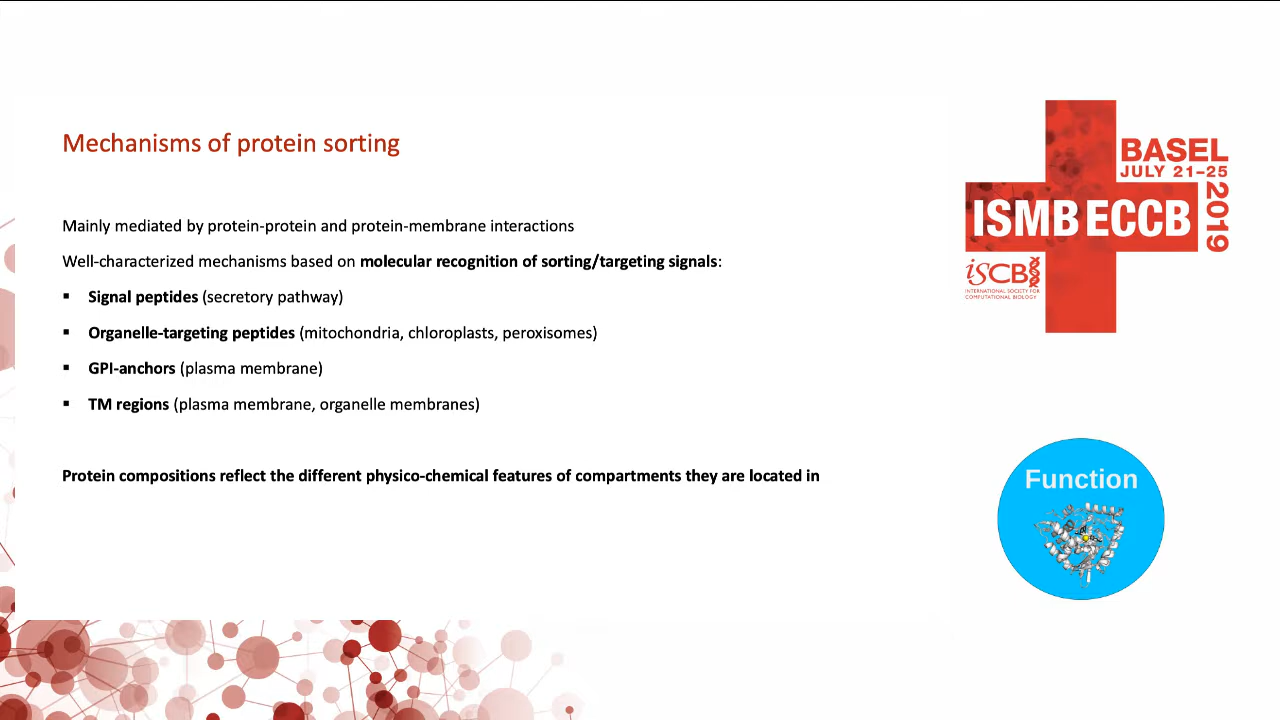 Mechanisms of protein sorting
Mainly mediated by protein-protein and protein-membrane interactions
Well-characterized mechanisms based on molecular recognition of sorting/targeting signals:
▪ Signal peptides (secretory pathway)
▪ Organelle-targeting peptides (mitochondria, chloroplasts, peroxisomes)
▪ GPI-anchors (plasma membrane)
▪ TM regions (plasma membrane, organelle membranes)
Protein compositions reflect the different physico-chemical features of compartments they are located in
BASEL
JULY 21–25
2019
ISMB ECCB
iSCB
INTERNATIONAL SOCIETY FOR
COMPUTATIONAL BIOLOGY
Function